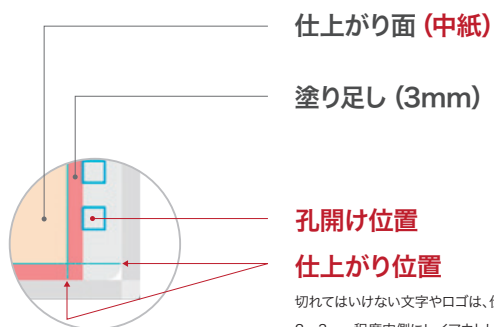 仕上がり面（中紙）
塗り足し（3mm）
孔開け位置
仕上がり位置
切れてはいけない文字やロゴは、